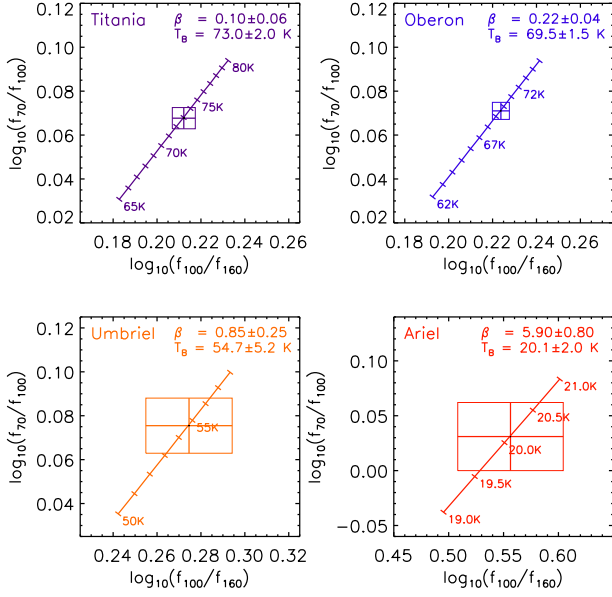 Titania β = 0.10±0.06
T_B = 73.0±2.0 K
0.12
0.10
0.08
0.06
0.04
0.02
log₁₀(f₇₀/f₁₀₀)
80K
75K
70K
65K
0.18 0.20 0.22 0.24 0.26
log₁₀(f₁₀₀/f₁₆₀)
Oberon β = 0.22±0.04
T_B = 69.5±1.5 K
0.12
0.10
0.08
0.06
0.04
0.02
log₁₀(f₇₀/f₁₀₀)
72K
67K
62K
0.18 0.20 0.22 0.24 0.26
log₁₀(f₁₀₀/f₁₆₀)
Umbriel β = 0.85±0.25
T_B = 54.7±5.2 K
0.12
0.10
0.08
0.06
0.04
log₁₀(f₇₀/f₁₀₀)
55K
50K
0.24 0.26 0.28 0.30 0.32
log₁₀(f₁₀₀/f₁₆₀)
Ariel β = 5.90±0.80
T_B = 20.1±2.0 K
0.10
0.05
0.00
−0.05
log₁₀(f₇₀/f₁₀₀)
21.0K
20.5K
20.0K
19.5K
19.0K
0.45 0.50 0.55 0.60
log₁₀(f₁₀₀/f₁₆₀)